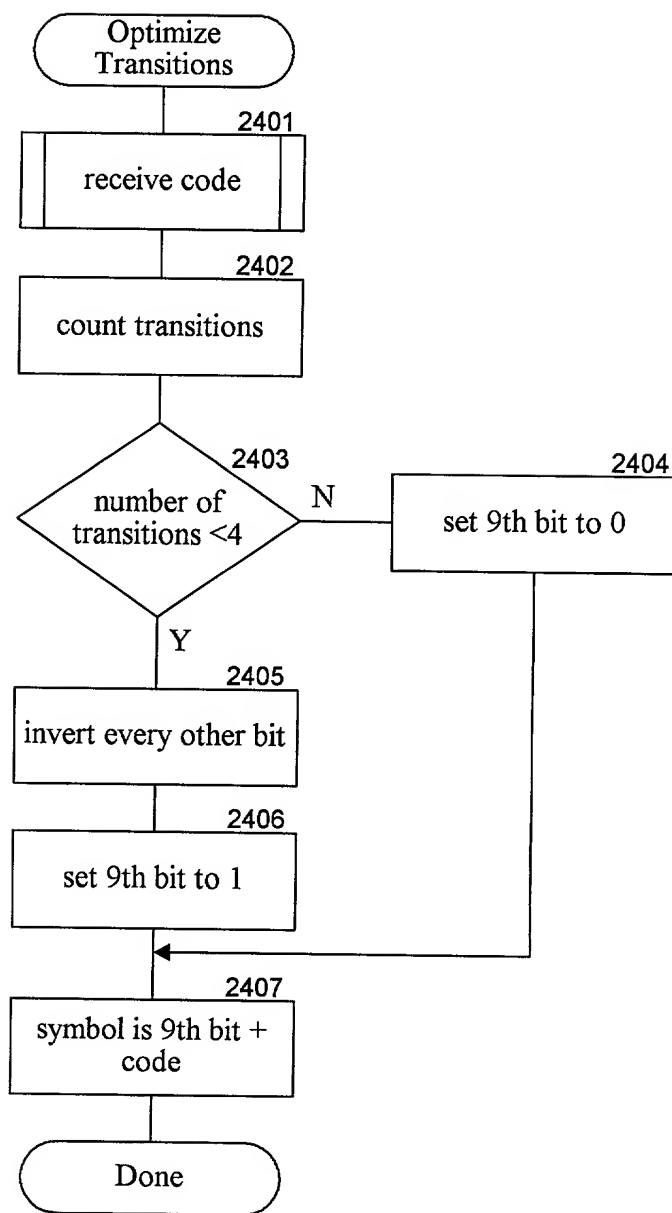 Optimize
Transitions
2401
receive code
2402
count transitions
2403
number of
transitions <4
N
2404
set 9th bit to 0
Y
2405
invert every other bit
2406
set 9th bit to 1
2407
symbol is 9th bit +
code
Done